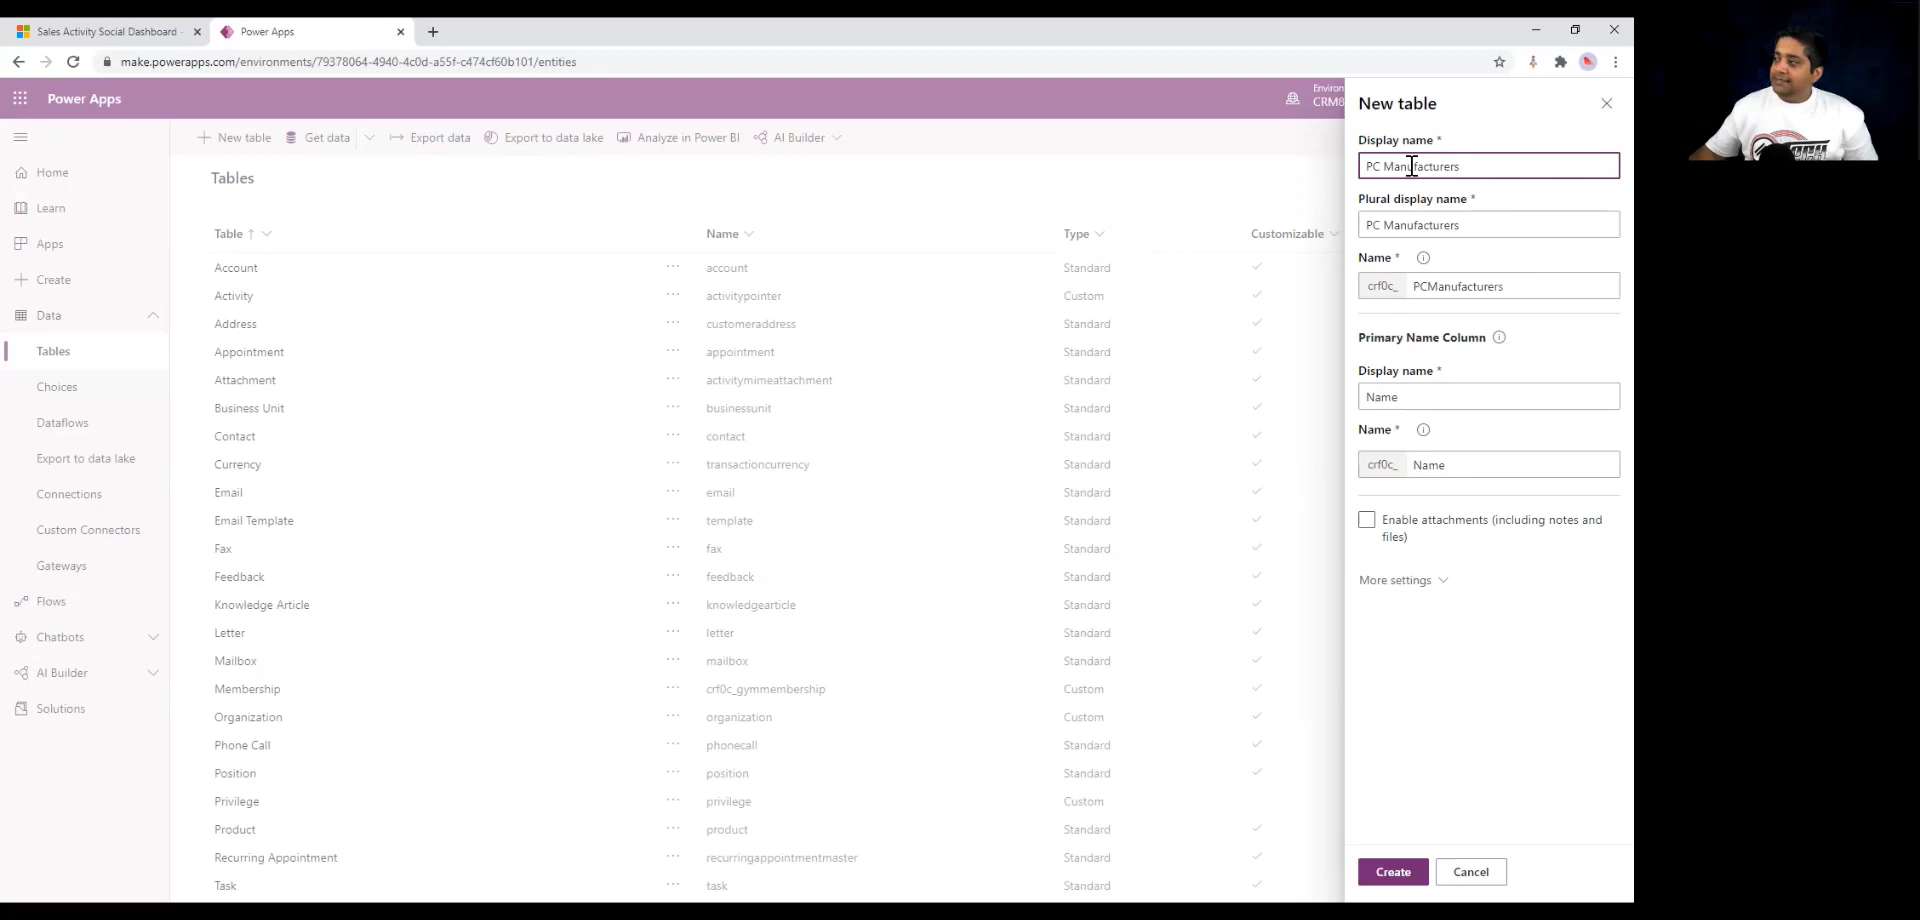 Sales Activity Social Dashboard
Power Apps
make.powerapps.com/environments/79378064-4940-4c0d-a55f-c474cf60b101/entities
Power Apps
Environ
CRM8
New table
Get data
Export data
Export to data lake
Analyze in Power BI
AI Builder
Home
Learn
Apps
Create
Data
Tables
Choices
Dataflows
Export to data lake
Connections
Custom Connectors
Gateways
Flows
Chatbots
AI Builder
Solutions
Tables
Table ↑ Name Type Customizable
Account ··· account Standard ✓
Activity ··· activitypointer Custom ✓
Address ··· customeraddress Standard ✓
Appointment ··· appointment Standard ✓
Attachment ··· activitymimeattachment Standard ✓
Business Unit ··· businessunit Standard ✓
Contact ··· contact Standard ✓
Currency ··· transactioncurrency Standard ✓
Email ··· email Standard ✓
Email Template ··· template Standard ✓
Fax ··· fax Standard ✓
Feedback ··· feedback Standard ✓
Knowledge Article ··· knowledgearticle Standard ✓
Letter ··· letter Standard ✓
Mailbox ··· mailbox Standard ✓
Membership ··· crf0c_gymmembership Custom ✓
Organization ··· organization Custom ✓
Phone Call ··· phonecall Standard ✓
Position ··· position Standard ✓
Privilege ··· privilege Custom
Product ··· product Standard ✓
Recurring Appointment ··· recurringappointmentmaster Standard ✓
Task ··· task Standard ✓
New table
Display name *
PC Manufacturers
Plural display name *
PC Manufacturers
Name *
crf0c_ PCManufacturers
Primary Name Column
Display name *
Name
Name *
crf0c_ Name
Enable attachments (including notes and
files)
More settings
Create Cancel